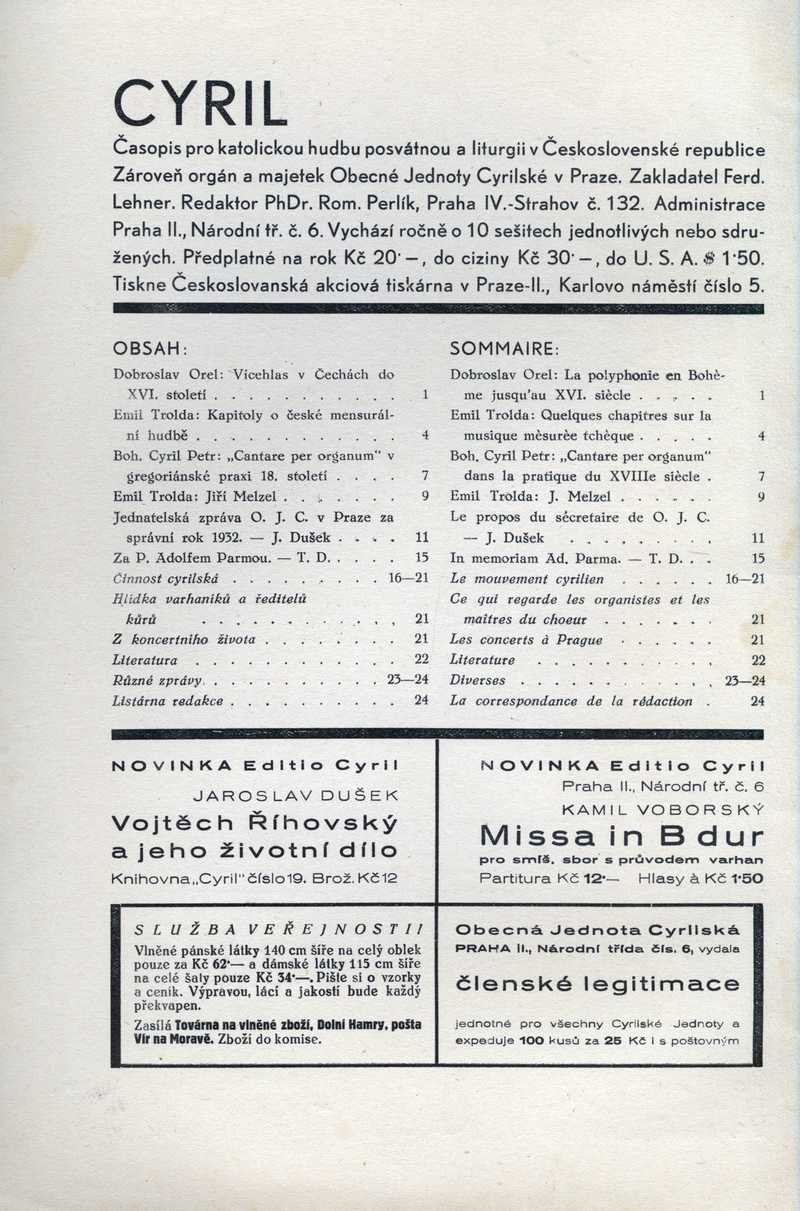 CYRIL
Časopis pro katolickou hudbu posvátnou a liturgii v Československé republice
Zároveň orgán a majetek Obecné Jednoty Cyrilské v Praze. Zakladatel Ferd.
Lehner. Redaktor PhDr. Rom. Perlík, Praha IV.-Strahov č. 132. Administrace
Praha II., Národní tř. č. 6. Vychází ročně o 10 sešitech jednotlivých nebo sdru-
žených. Předplatné na rok Kč 20·—, do ciziny Kč 30·—, do U. S. A. $ 1·50.
Tiskne Českoslovanská akciová tiskárna v Praze-II., Karlovo náměstí číslo 5.
OBSAH:
Dobroslav Orel: Vícehlas v Čechách do
XVI. století . . . . . . . . . . . 1
Emil Trolda: Kapitoly o české mensurál-
ní hudbě . . . . . . . . . . . . 4
Boh. Cyril Petr: „Cantare per organum" v
gregoriánské praxi 18. století . . . . 7
Emil Trolda: Jiří Melzel . . . . . . . 9
Jednatelská zpráva O. J. C. v Praze za
správní rok 1932. — J. Dušek . . . . 11
Za P. Adolfem Parmou. — T. D. . . . . 15
Činnost cyrilská . . . . . . . . . 16—21
Hlídka varhaníků a ředitelů
kůrů . . . . . . . . . . . . 21
Z koncertního života . . . . . . . . 21
Literatura . . . . . . . . . . . . 22
Různé zprávy . . . . . . . . . . . 23—24
Listárna redakce . . . . . . . . . . 24
SOMMAIRE:
Dobroslav Orel: La polyphonie en Bohè-
me jusqu'au XVI. siècle . . . . . 1
Emil Trolda: Quelques chapitres sur la
musique mèsurèe tchèque . . . . . 4
Boh. Cyril Petr: „Cantare per organum"
dans la pratique du XVIIIe siècle . 7
Emil Trolda: J. Melzel . . . . . . 9
Le propos du sécretaire de O. J. C.
— J. Dušek . . . . . . . . . 11
In memoriam Ad. Parma. — T. D. . . 15
Le mouvement cyrilien . . . . . . 16—21
Ce qui regarde les organistes et les
maîtres du choeur . . . . . . . 21
Les concerts à Prague . . . . . . 21
Literature . . . . . . . . . . . 22
Diverses . . . . . . . . . . . . 23—24
La correspondance de la rédaction . 24
NOVINKA Editio Cyril
JAROSLAV DUŠEK
Vojtěch Říhovský
a jeho životní dílo
Knihovna „Cyril" číslo 19. Brož. Kč 12
NOVINKA Editio Cyril
Praha II., Národní tř. č. 6
KAMIL VOBORSKÝ
Missa in B dur
pro smíš. sbor s průvodem varhan
Partitura Kč 12·— Hlasy à Kč 1·50
SLUŽBA VEŘEJNOSTI!
Vlněné pánské látky 140 cm šíře na celý oblek
pouze za Kč 62·— a dámské látky 115 cm šíře
na celé šaty pouze Kč 34·—. Pište si o vzorky
a ceník. Výpravou, lácí a jakostí bude každý
překvapen.
Zasílá Továrna na vlněné zboží, Dolní Hamry, pošta
Vír na Moravě. Zboží do komise.
Obecná Jednota Cyrilská
PRAHA II., Národní třída čís. 6, vydala
členské legitimace
jednotné pro všechny Cyrilské Jednoty a
expeduje 100 kusů za 25 Kč i s poštovným